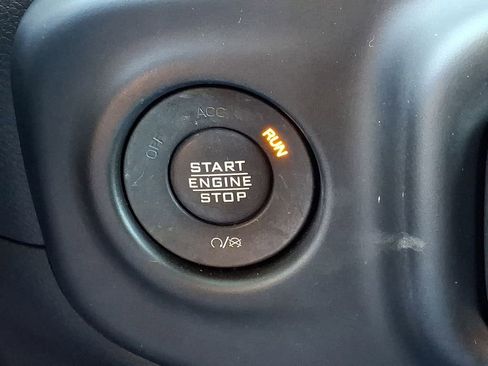 ACC
OFF
RUN
START
ENGINE
STOP